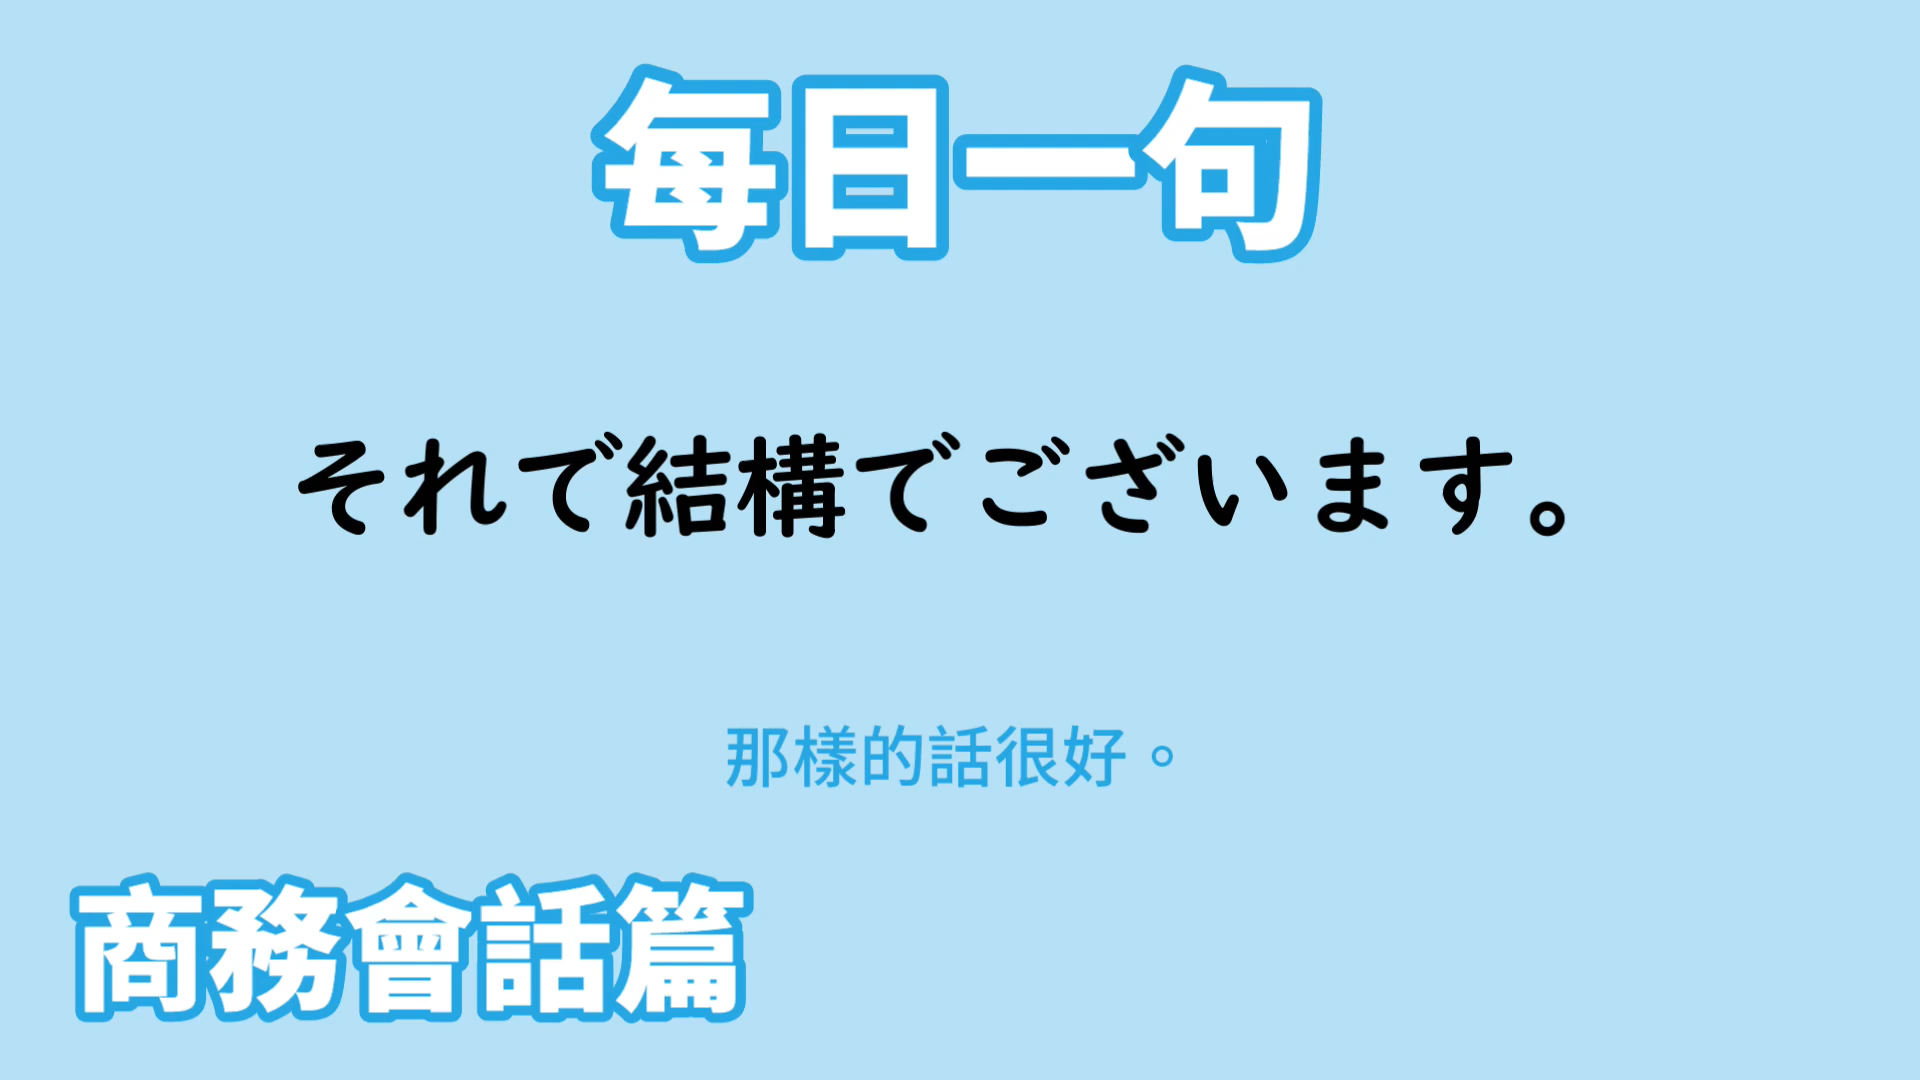 每日一句
それで結構でございます。
那樣的話很好。
商務會話篇